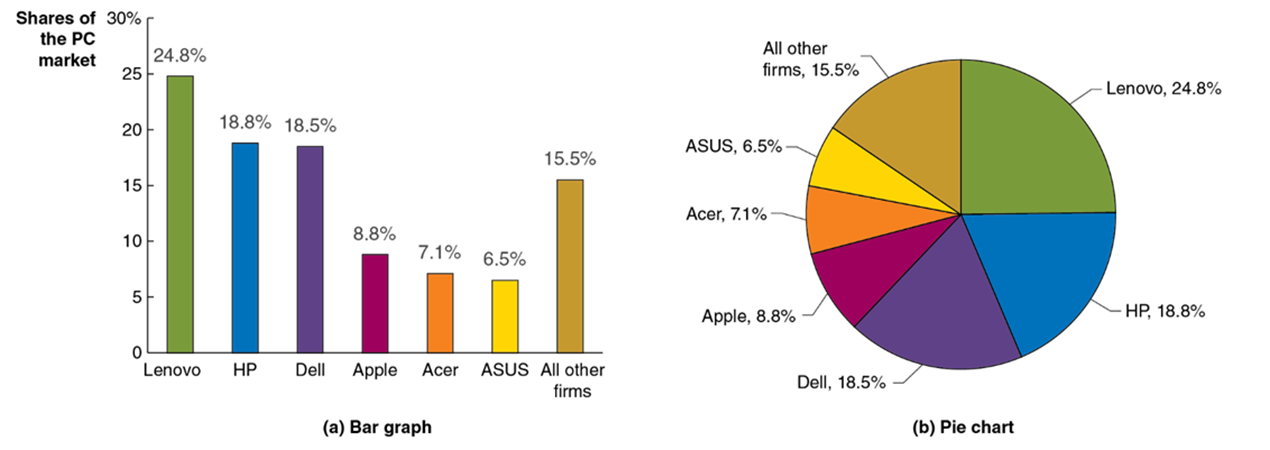 Shares of
the PC
market
30%
25
20
15
10
5
0
24.8%
18.8%
18.5%
8.8%
7.1%
6.5%
15.5%
Lenovo
HP
Dell
Apple
Acer
ASUS
All other
firms
(a) Bar graph
All other
firms, 15.5%
Lenovo, 24.8%
ASUS, 6.5%
Acer, 7.1%
Apple, 8.8%
HP, 18.8%
Dell, 18.5%
(b) Pie chart